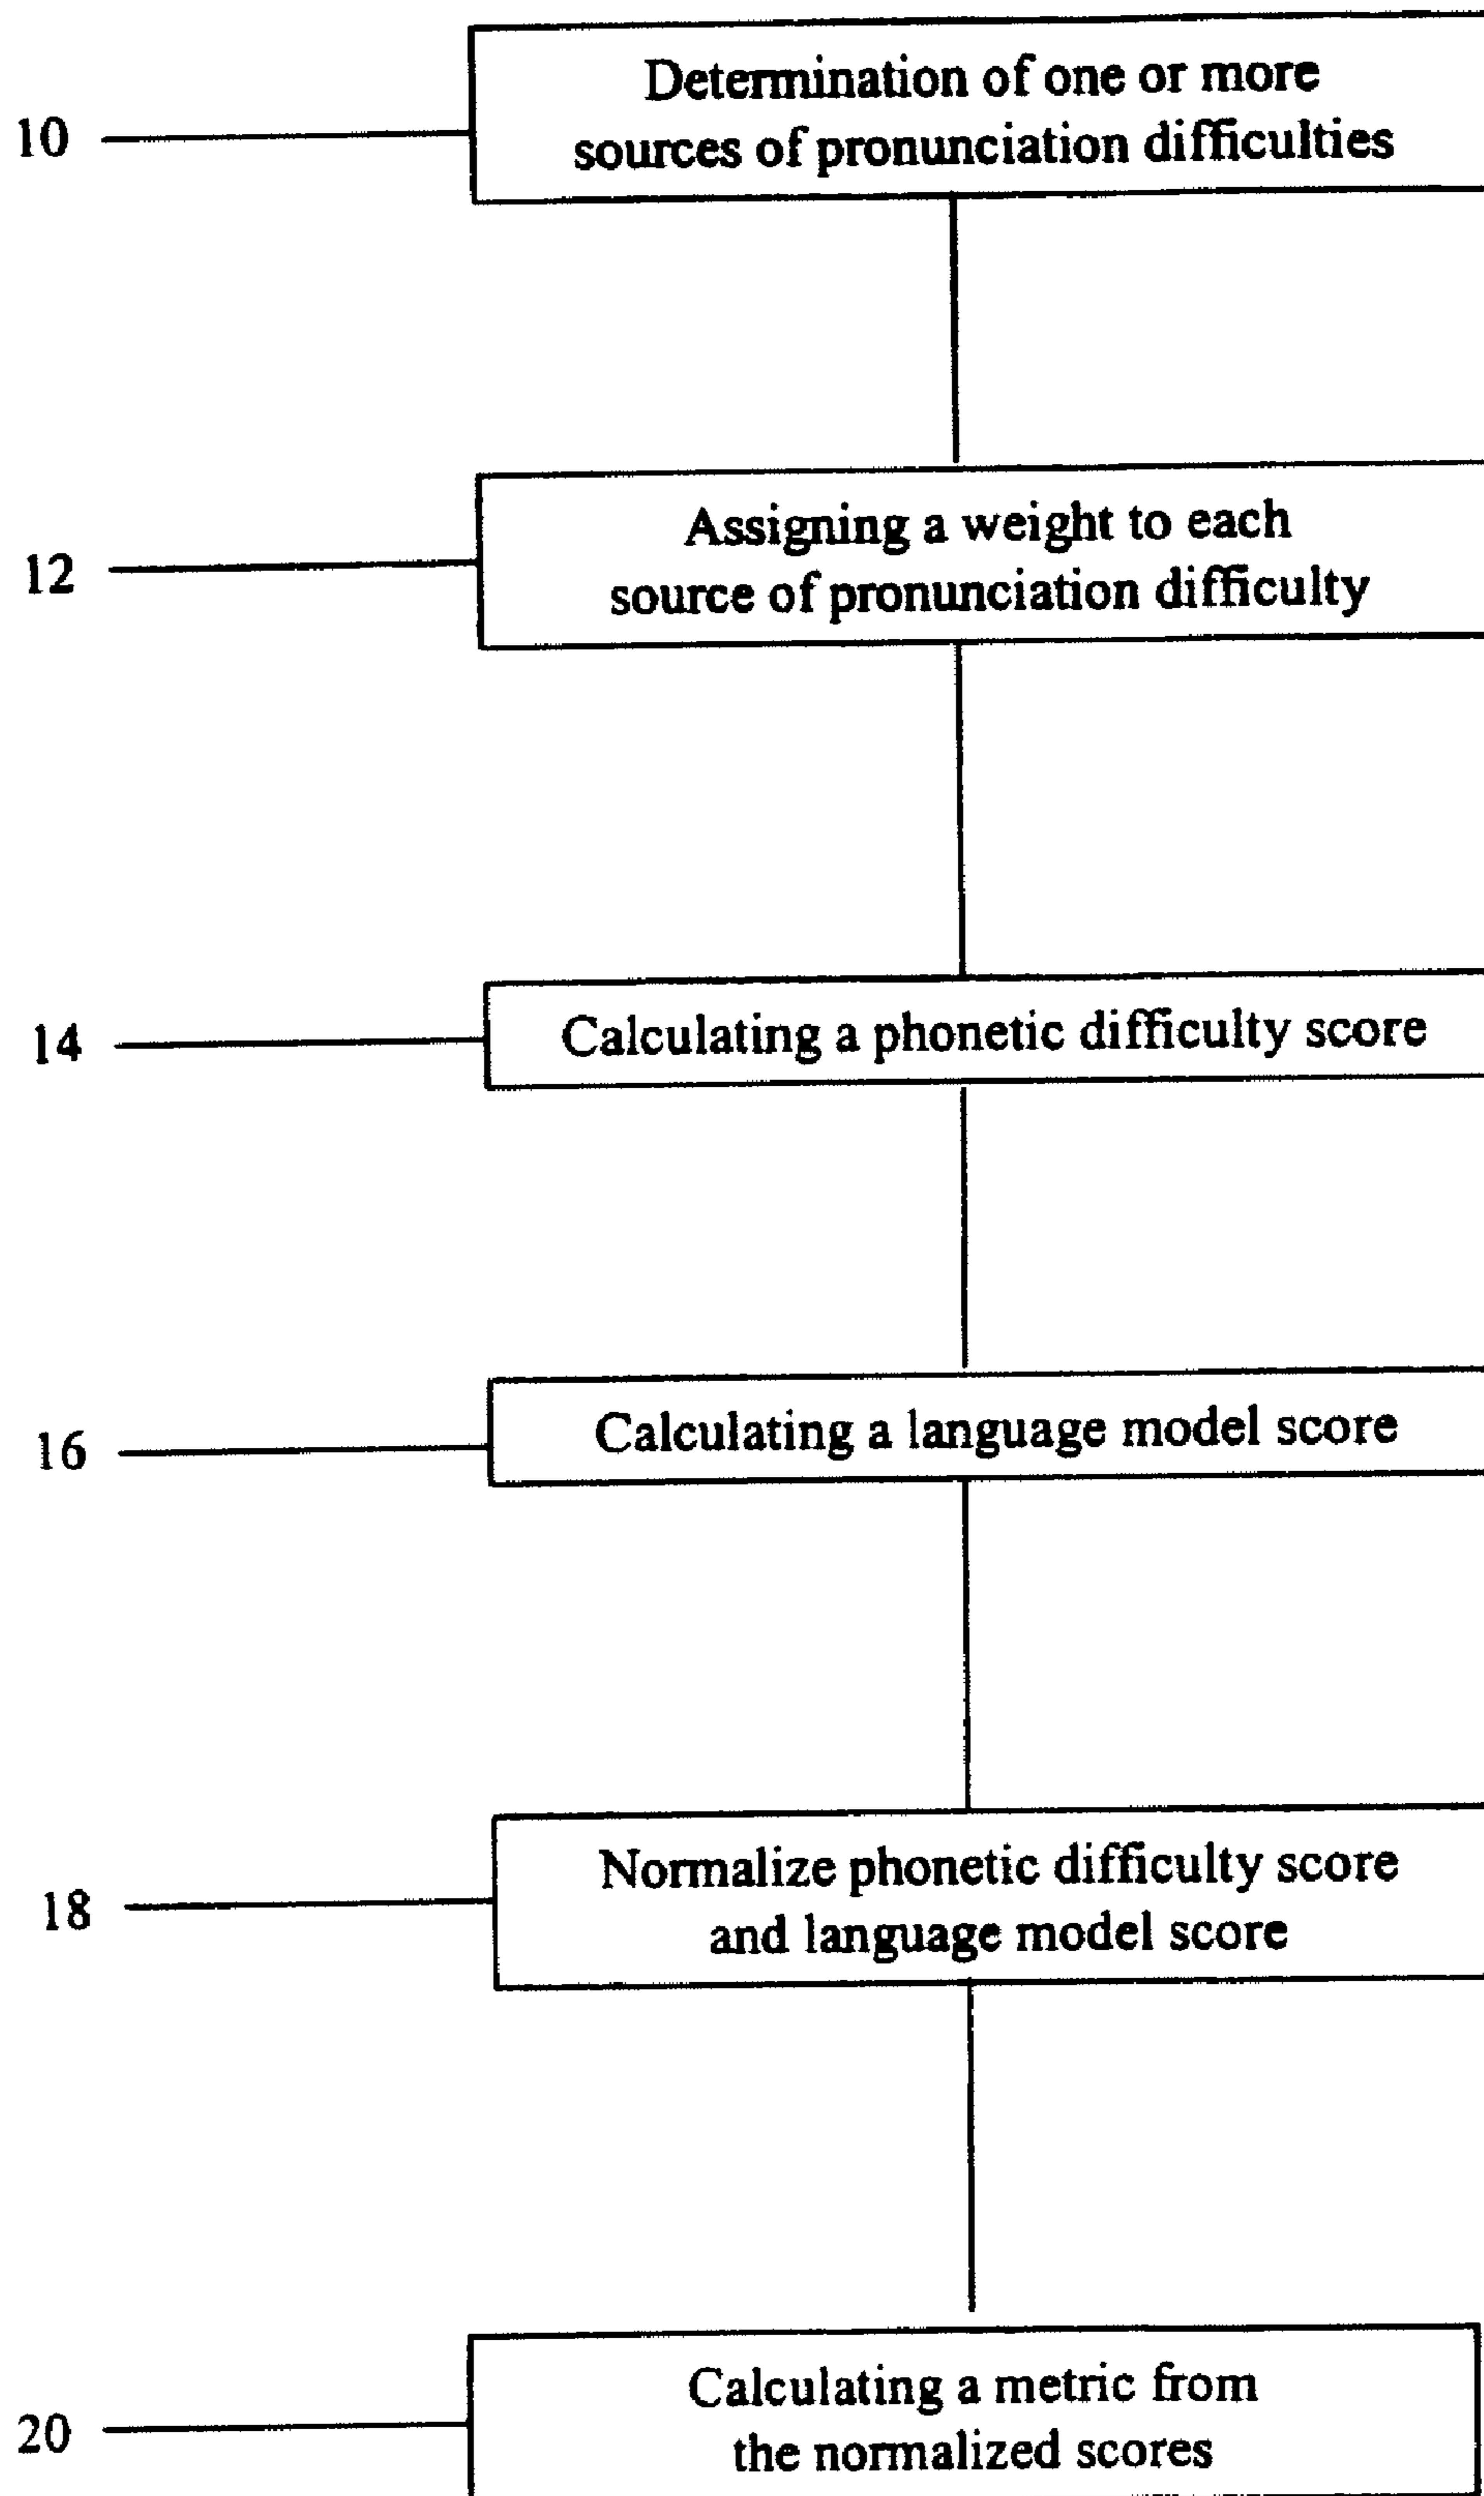 Determination of one or more
10
sources of pronunciation difficulties
Assigning a weight to each
12
source of pronunciation difficulty
14
Calculating a phonetic difficulty score
16
Calculating a language model score
Normalize phonetic difficulty score
18
and language model score
Calculating a metric from
20
the normalized scores